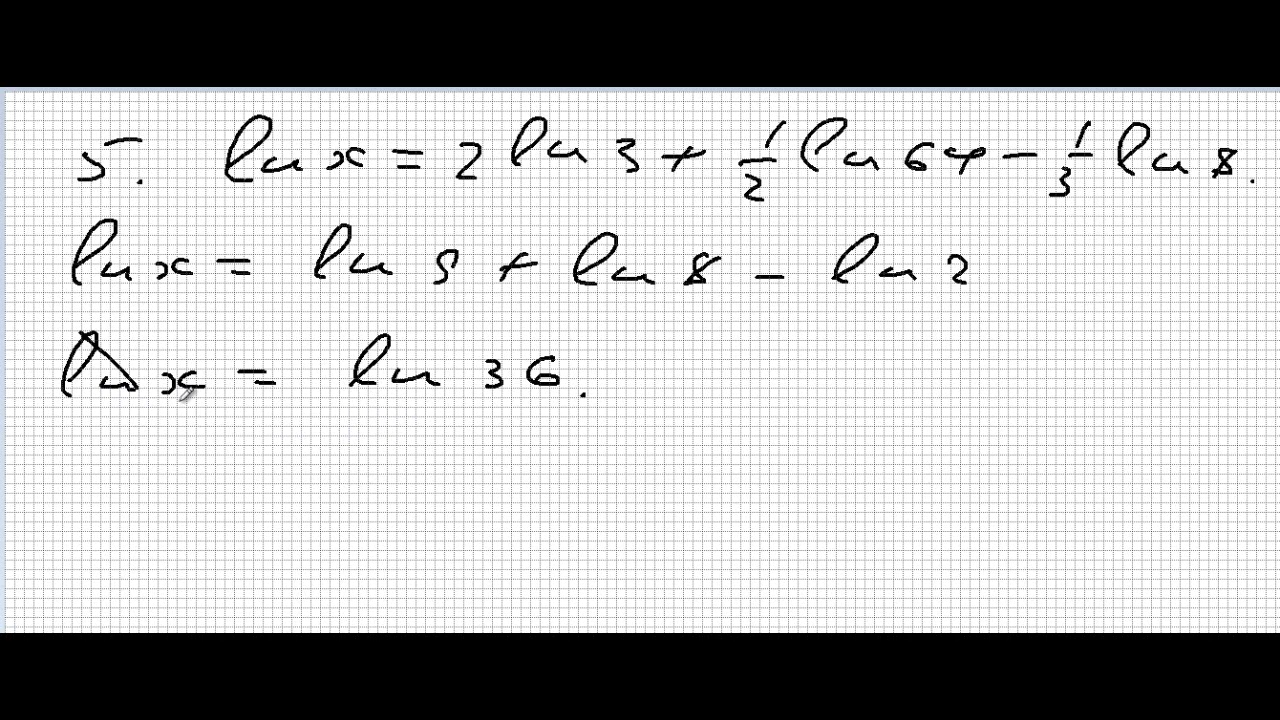 5. ln x = 2 ln 3 + 1/2 ln 64 - 1/3 ln 8.
ln x = ln 9 + ln 8 - ln 2
ln x = ln 36.